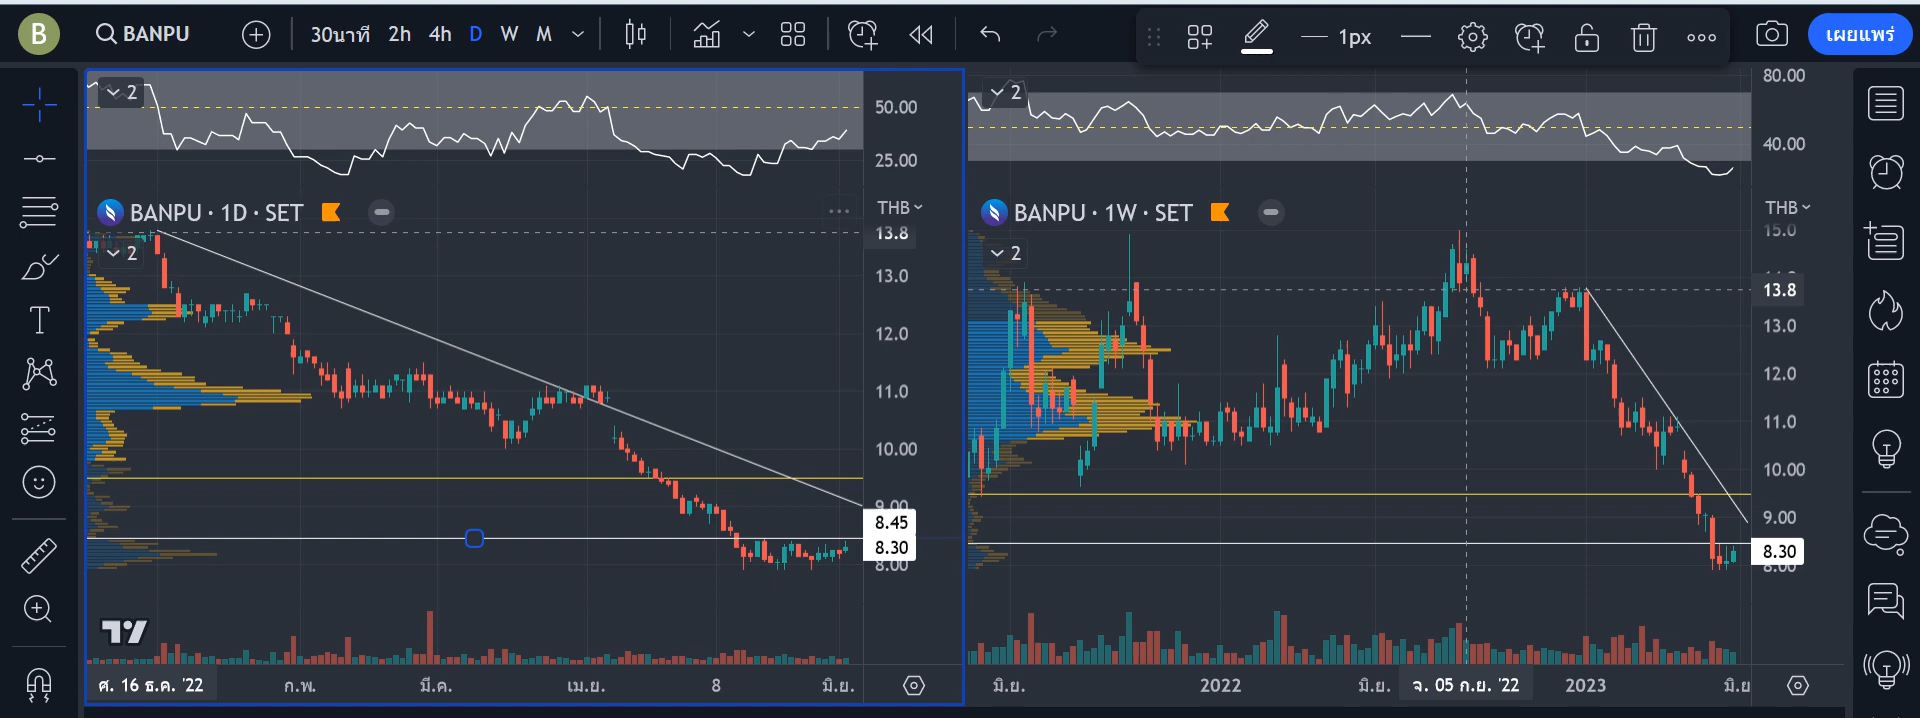 B
BANPU
30นาที 2h 4h D W M
1px
เผยแพร่
2
50.00
25.00
BANPU · 1D · SET
THB
13.8
2
13.0
12.0
11.0
10.00
9.00
8.45
8.30
8.00
ศ. 16 ธ.ค. '22
ก.พ.
มี.ค.
เม.ย.
8
มิ.ย.
2
80.00
40.00
BANPU · 1W · SET
THB
15.0
2
13.8
13.0
12.0
11.0
10.00
9.00
8.30
8.00
มิ.ย.
2022
มิ.ย.
จ. 05 ก.ย. '22
2023
มิ.ย
T